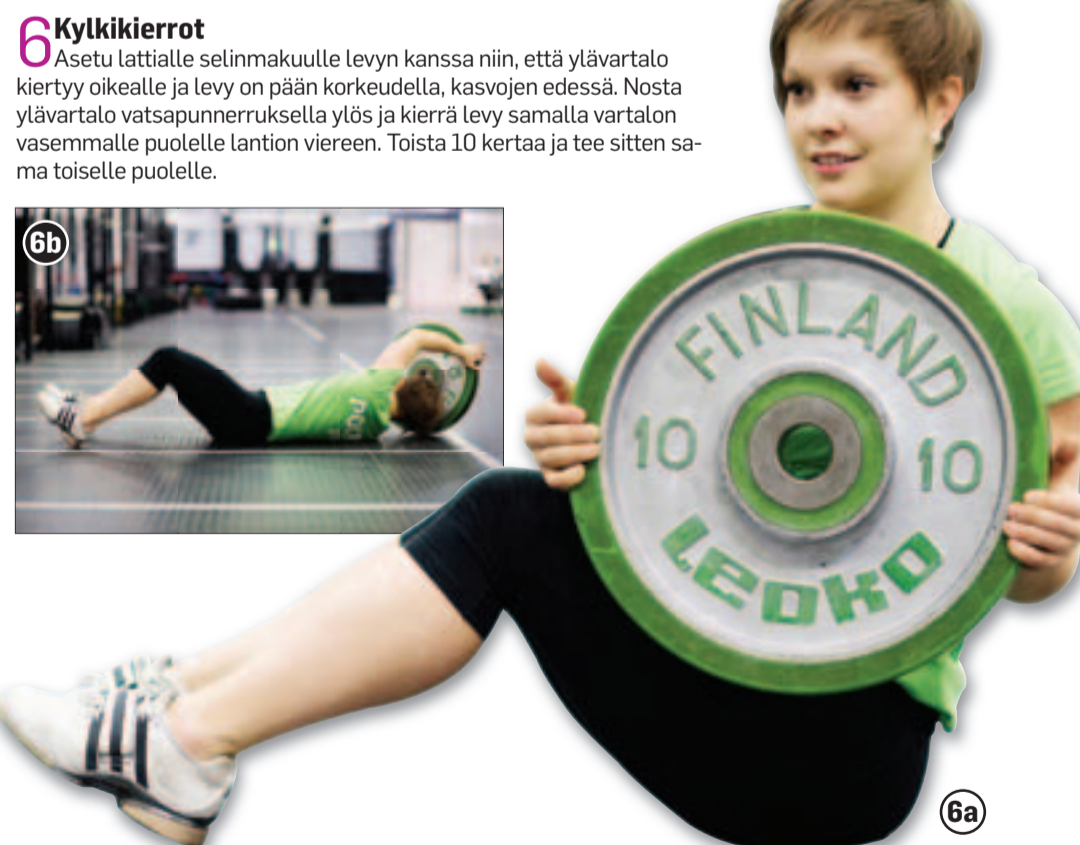 6 Kylkikierrot
Asetu lattialle selinmakuulle levyn kanssa niin, että ylävartalo
kiertyy oikealle ja levy on pään korkeudella, kasvojen edessä. Nosta
ylävartalo vatsapunnerruksella ylös ja kierrä levy samalla vartalon
vasemmalle puolelle lantion viereen. Toista 10 kertaa ja tee sitten sa-
ma toiselle puolelle.
6b
FINLAND
10 10
Leoko
6a